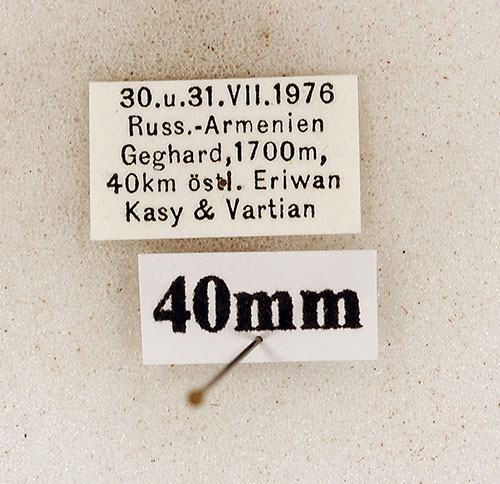 30.u.31.VII.1976
Russ.-Armenien
Geghard,1700m,
40km östl. Eriwan
Kasy & Vartian
40mm